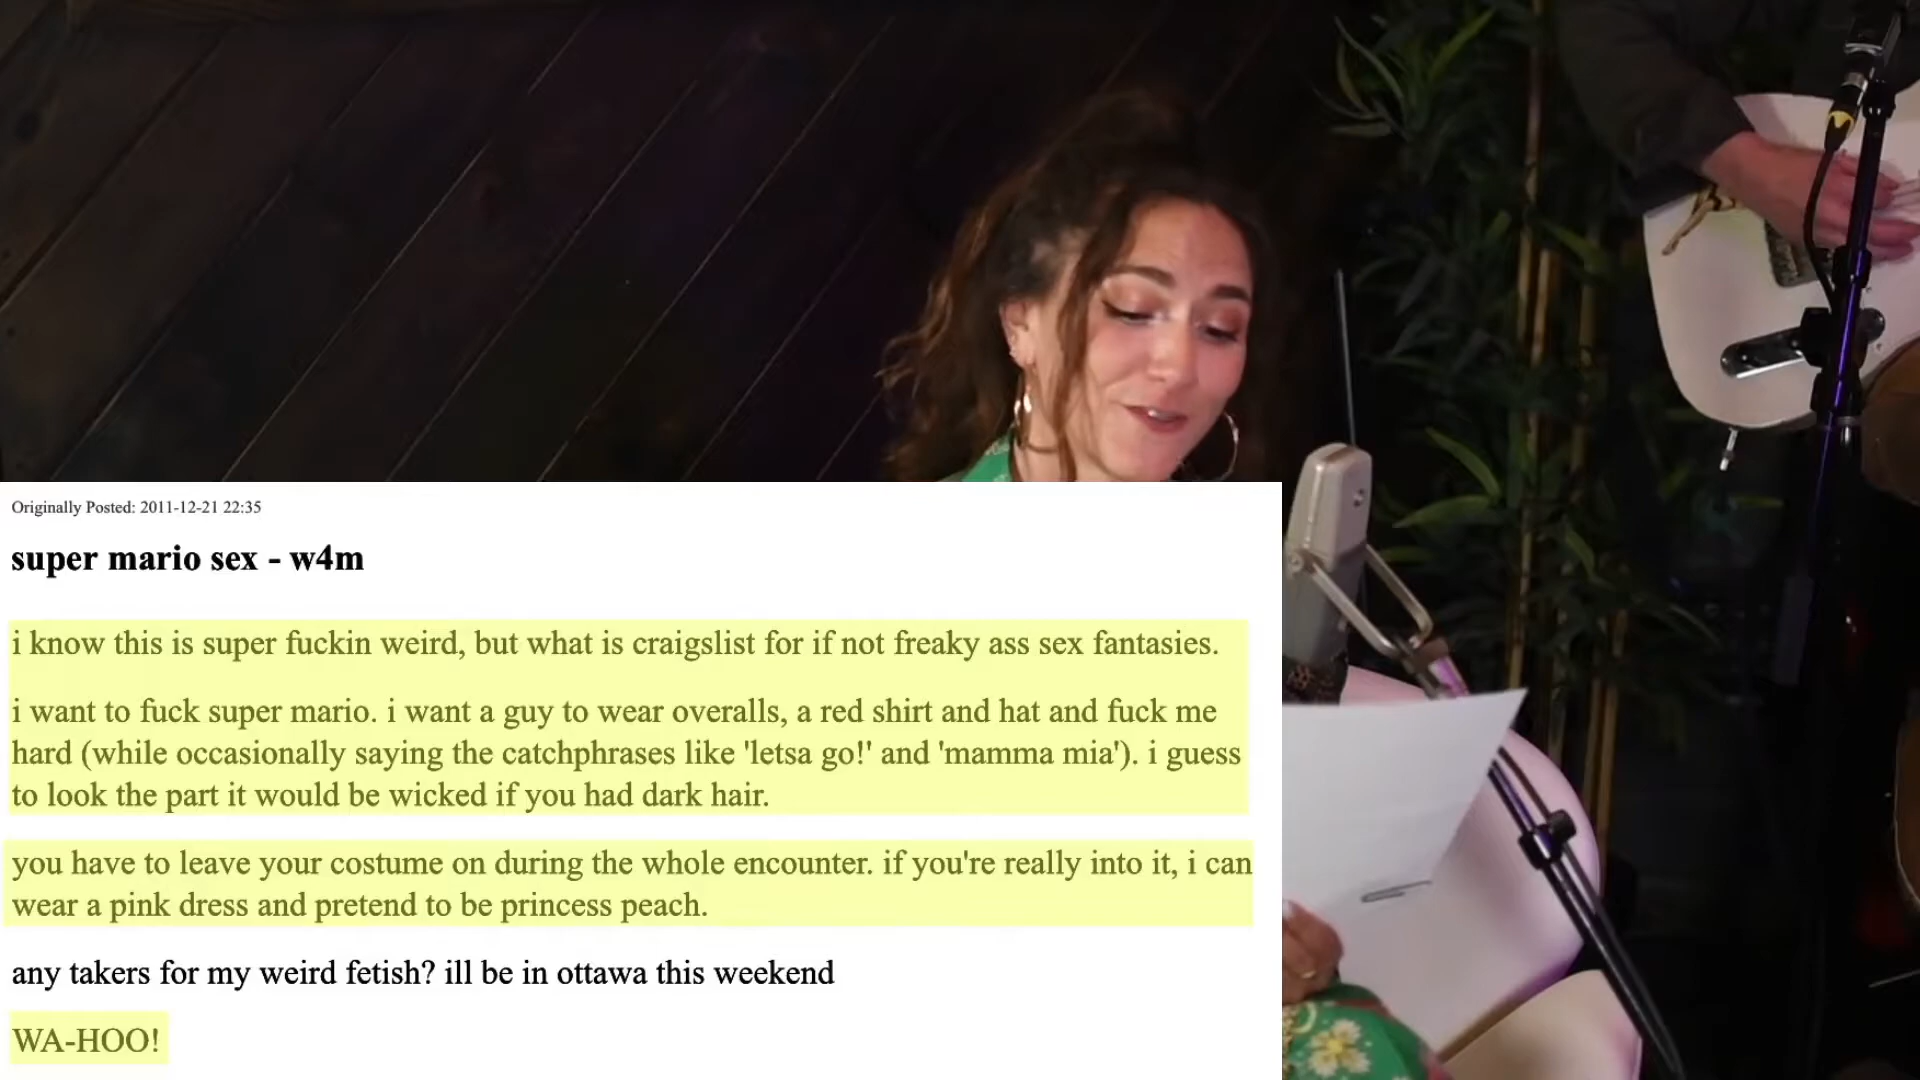 Originally Posted: 2011-12-21 22:35
super mario sex - w4m
i know this is super fuckin weird, but what is craigslist for if not freaky ass sex fantasies.
i want to fuck super mario. i want a guy to wear overalls, a red shirt and hat and fuck me
hard (while occasionally saying the catchphrases like 'letsa go!' and 'mamma mia'). i guess
to look the part it would be wicked if you had dark hair.
you have to leave your costume on during the whole encounter. if you're really into it, i can
wear a pink dress and pretend to be princess peach.
any takers for my weird fetish? ill be in ottawa this weekend
WA-HOO!